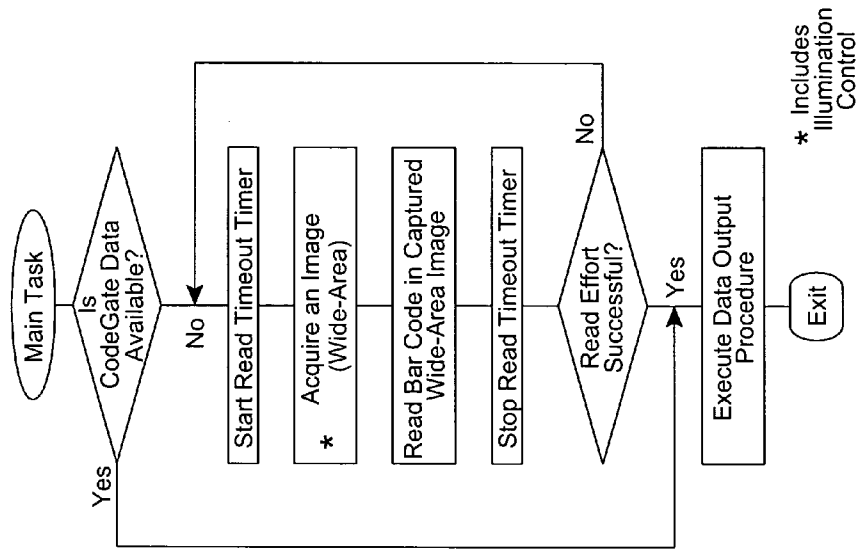 Main Task
Is
CodeGate Data
Available?
Yes
No
Start Read Timeout Timer
* Acquire an Image
(Wide-Area)
Read Bar Code in Captured
Wide-Area Image
Stop Read Timeout Timer
Read Effort
Successful?
No
Yes
Execute Data Output
Procedure
Exit
* Includes
Illumination
Control